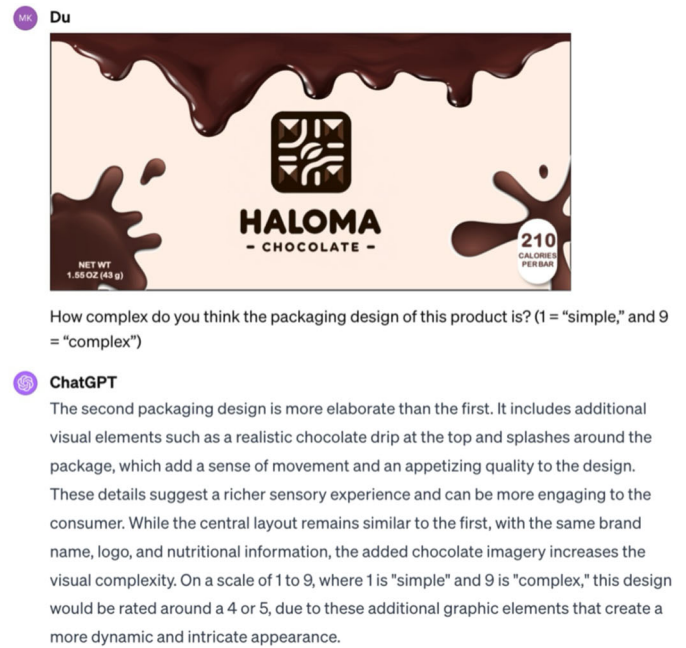 MK Du
HALOMA
- CHOCOLATE -
NET WT
1.55 OZ (43 g)
210
CALORIES
PER BAR
How complex do you think the packaging design of this product is? (1 = “simple,” and 9
= “complex”)
ChatGPT
The second packaging design is more elaborate than the first. It includes additional
visual elements such as a realistic chocolate drip at the top and splashes around the
package, which add a sense of movement and an appetizing quality to the design.
These details suggest a richer sensory experience and can be more engaging to the
consumer. While the central layout remains similar to the first, with the same brand
name, logo, and nutritional information, the added chocolate imagery increases the
visual complexity. On a scale of 1 to 9, where 1 is "simple" and 9 is "complex," this design
would be rated around a 4 or 5, due to these additional graphic elements that create a
more dynamic and intricate appearance.